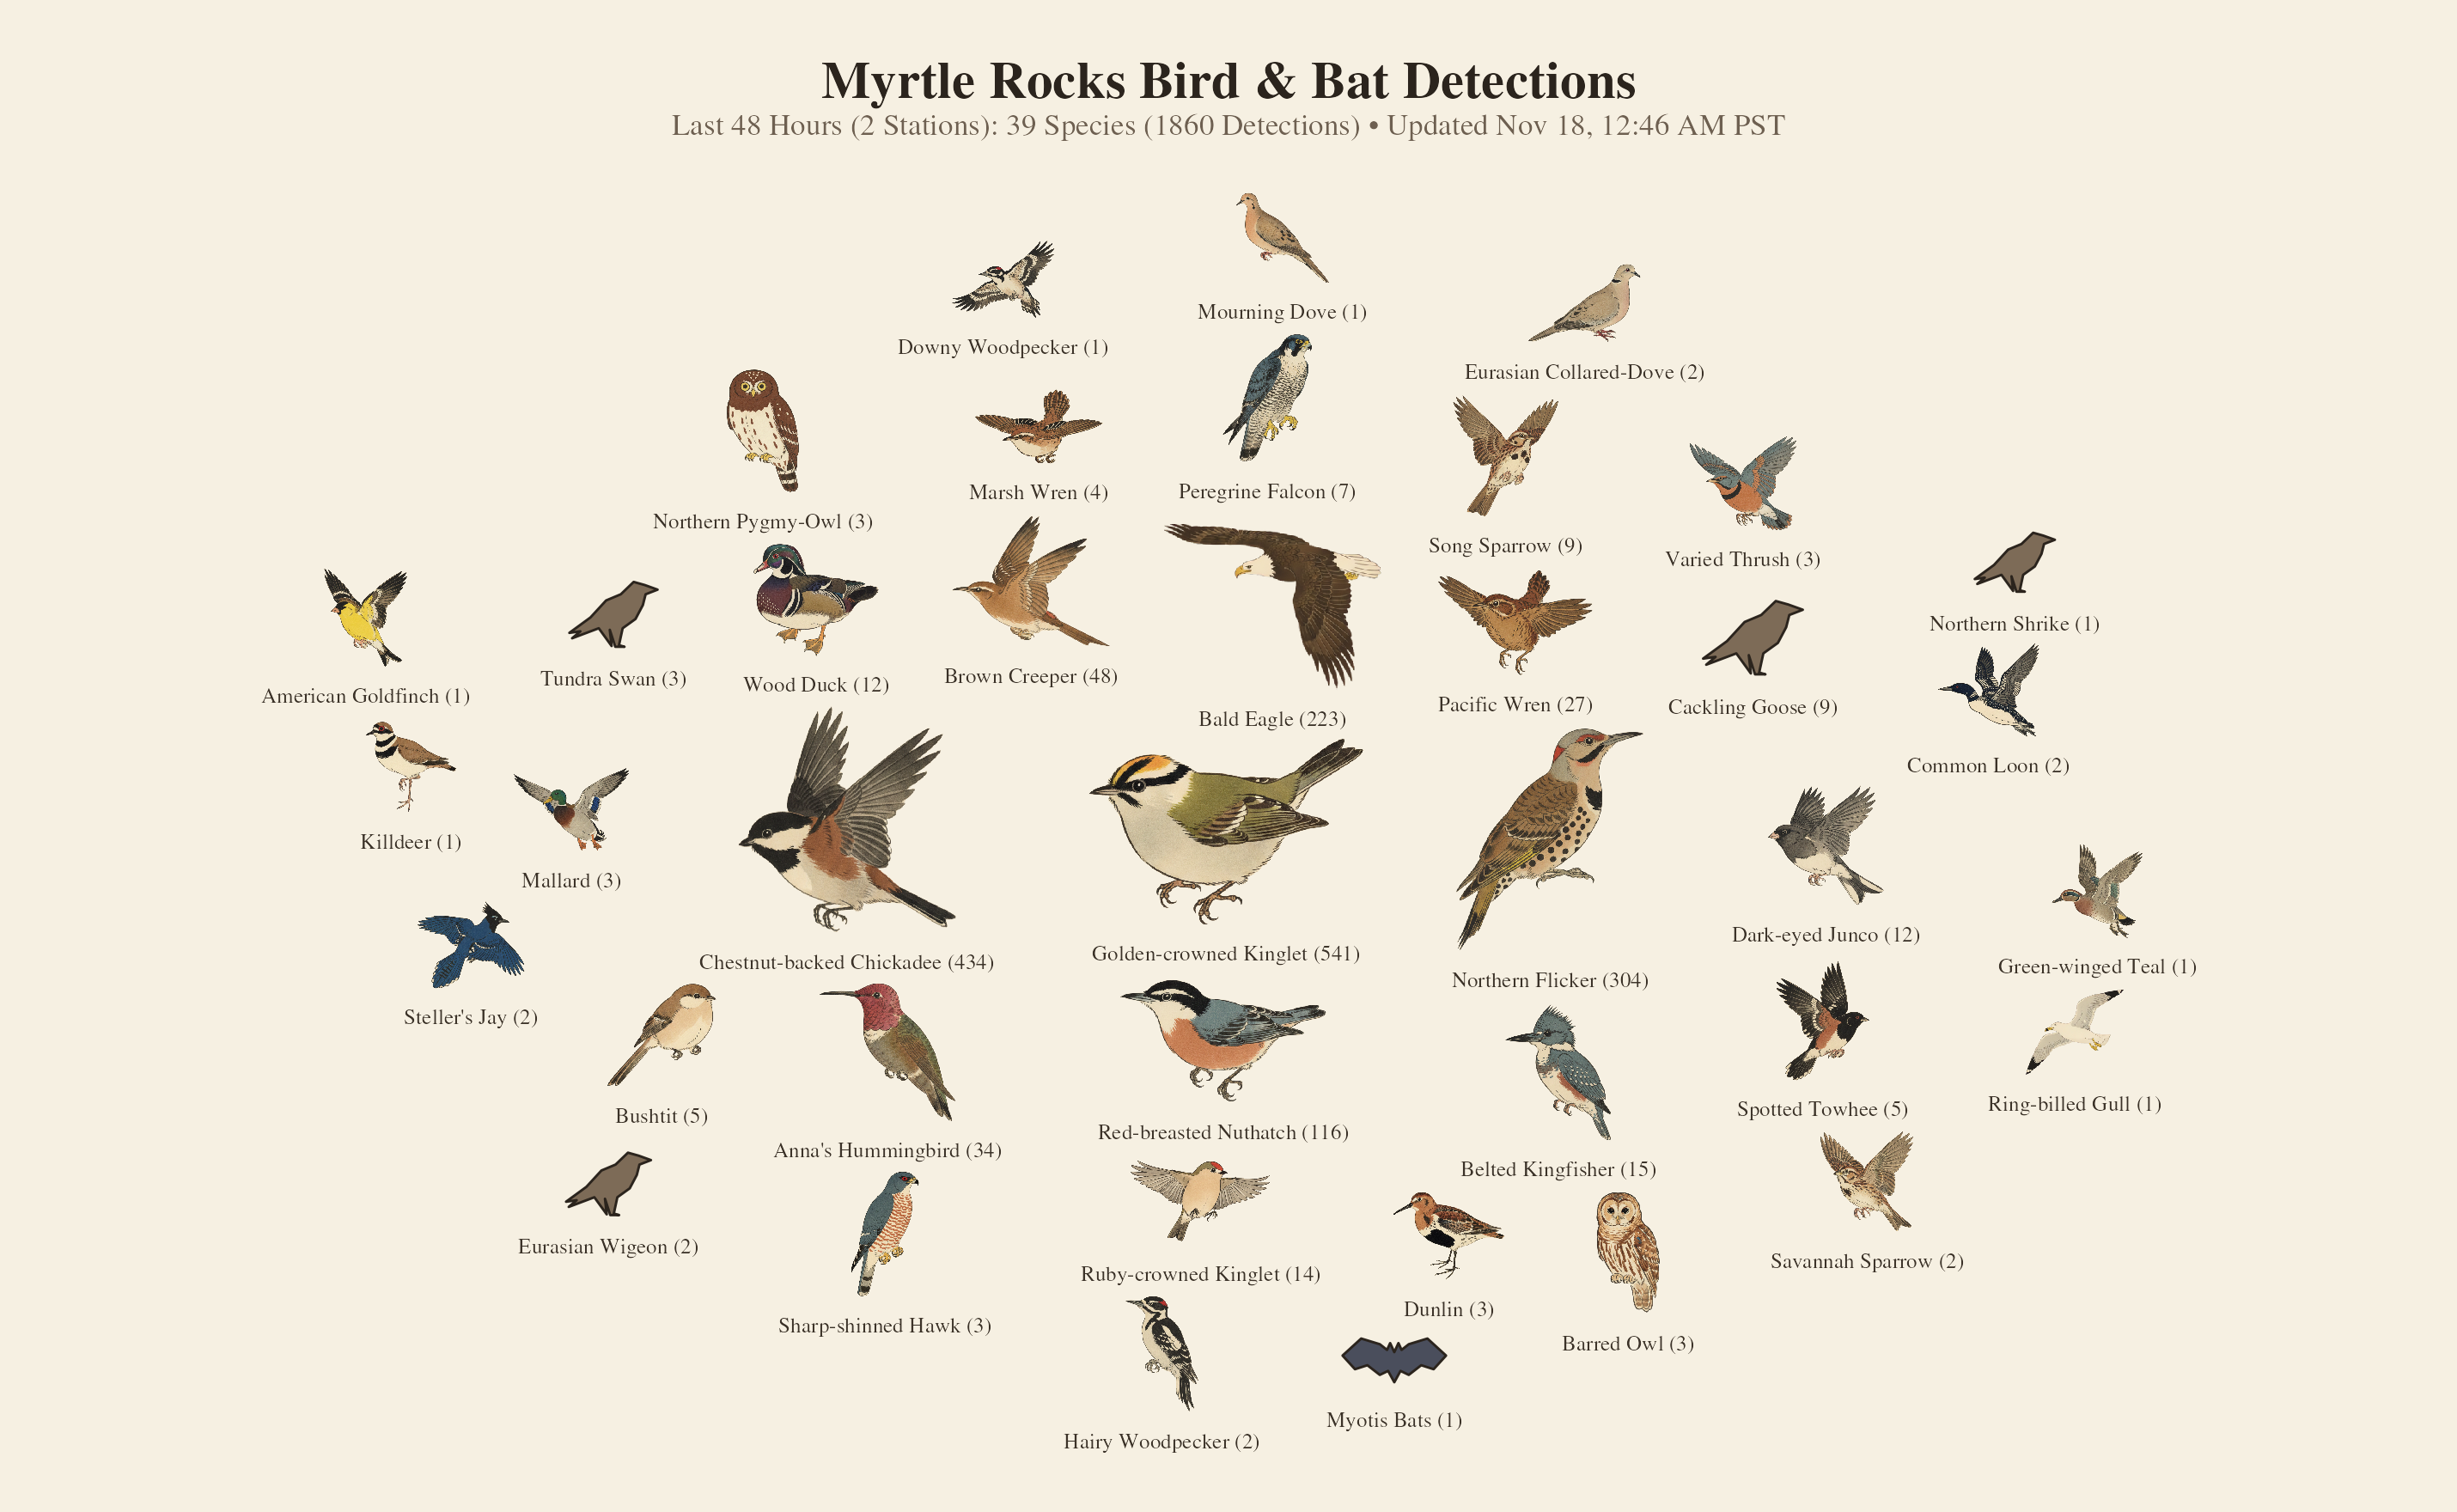 Myrtle Rocks Bird & Bat Detections
Last 48 Hours (2 Stations): 39 Species (1860 Detections) • Updated Nov 18, 12:46 AM PST
Mourning Dove (1)
Downy Woodpecker (1)
Eurasian Collared-Dove (2)
Peregrine Falcon (7)
Marsh Wren (4)
Northern Pygmy-Owl (3)
Song Sparrow (9)
Varied Thrush (3)
Northern Shrike (1)
Brown Creeper (48)
Tundra Swan (3)
Wood Duck (12)
American Goldfinch (1)
Pacific Wren (27)
Cackling Goose (9)
Bald Eagle (223)
Common Loon (2)
Killdeer (1)
Mallard (3)
Dark-eyed Junco (12)
Golden-crowned Kinglet (541)
Chestnut-backed Chickadee (434)
Green-winged Teal (1)
Northern Flicker (304)
Steller's Jay (2)
Ring-billed Gull (1)
Spotted Towhee (5)
Bushtit (5)
Red-breasted Nuthatch (116)
Anna's Hummingbird (34)
Belted Kingfisher (15)
Eurasian Wigeon (2)
Savannah Sparrow (2)
Ruby-crowned Kinglet (14)
Dunlin (3)
Sharp-shinned Hawk (3)
Barred Owl (3)
Myotis Bats (1)
Hairy Woodpecker (2)